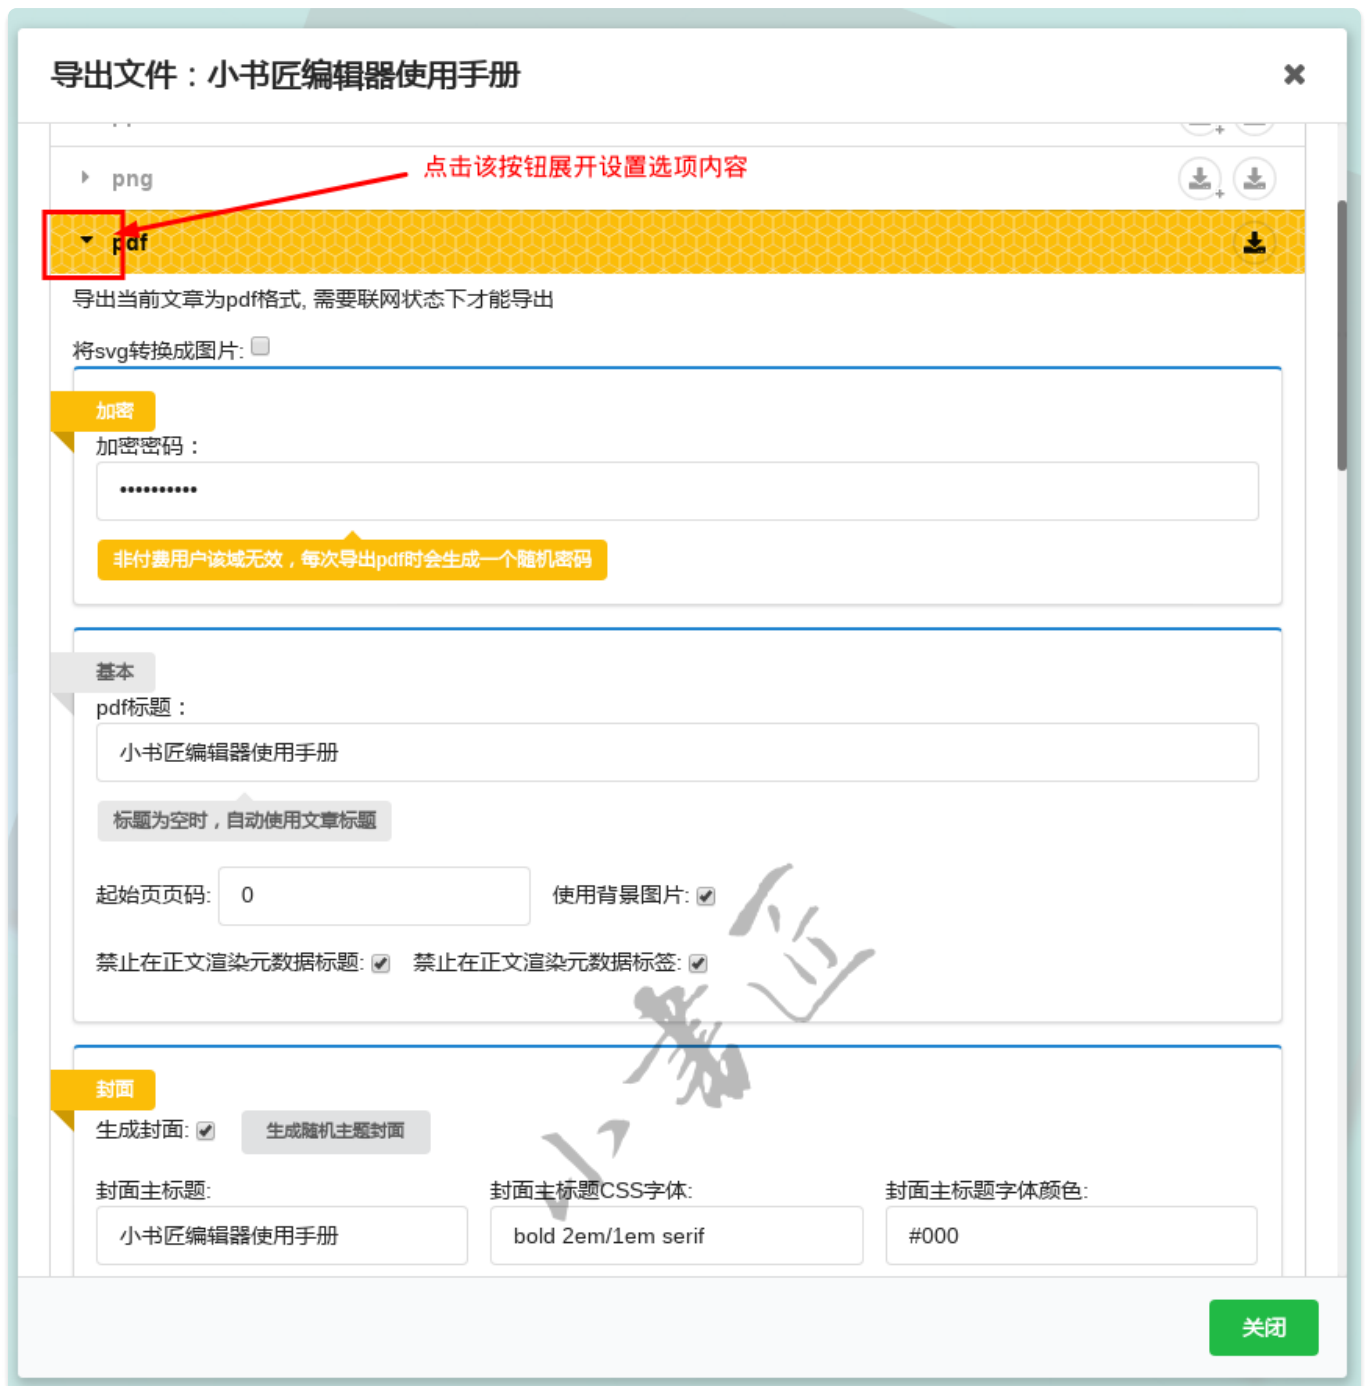 导出文件：小书匠编辑器使用手册
png
点击该按钮展开设置选项内容
pdf
导出当前文章为pdf格式, 需要联网状态下才能导出
将svg转换成图片:
加密
加密密码：
••••••••••
非付费用户该域无效，每次导出pdf时会生成一个随机密码
基本
pdf标题：
小书匠编辑器使用手册
标题为空时，自动使用文章标题
起始页页码: 0 使用背景图片:
禁止在正文渲染元数据标题: 禁止在正文渲染元数据标签:
小書匠
封面
生成封面: 生成随机主题封面
封面主标题: 封面主标题CSS字体: 封面主标题字体颜色:
小书匠编辑器使用手册 bold 2em/1em serif #000
关闭